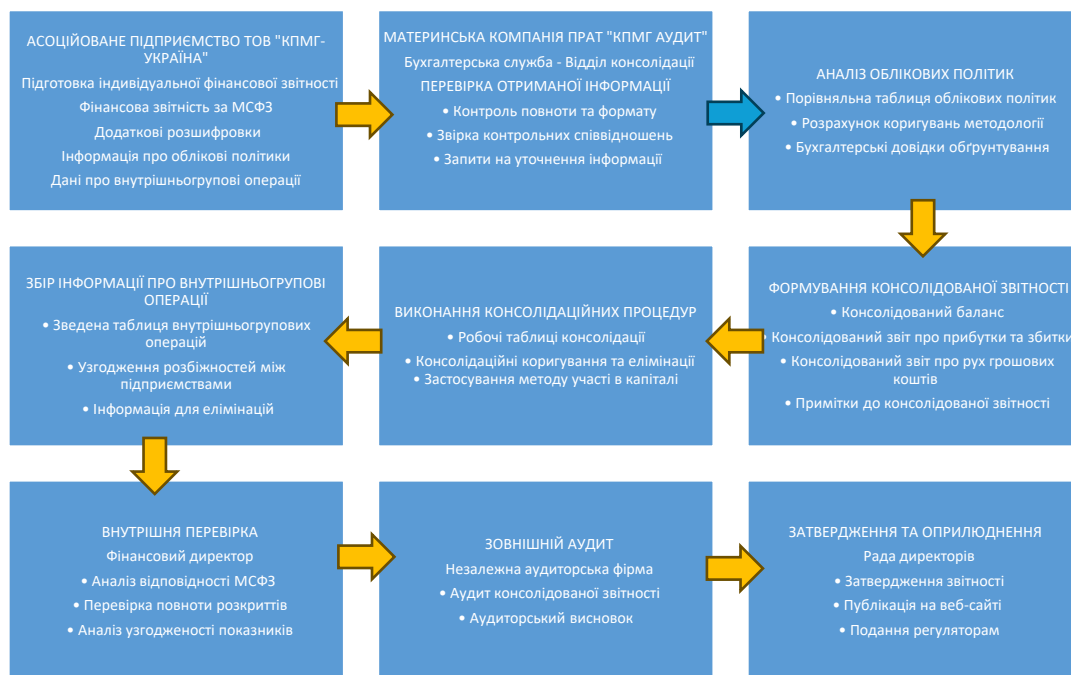 АСОЦІЙОВАНЕ ПІДПРИЄМСТВО ТОВ "КПМГ-
УКРАЇНА"
Підготовка індивідуальної фінансової звітності
Фінансова звітність за МСФЗ
Додаткові розшифровки
Інформація про облікові політики
Дані про внутрішньогрупові операції
МАТЕРИНСЬКА КОМПАНІЯ ПРАТ "КПМГ АУДИТ"
Бухгалтерська служба - Відділ консолідації
ПЕРЕВІРКА ОТРИМАНОЇ ІНФОРМАЦІЇ
• Контроль повноти та формату
• Звірка контрольних співвідношень
• Запити на уточнення інформації
АНАЛІЗ ОБЛІКОВИХ ПОЛІТИК
• Порівняльна таблиця облікових політик
• Розрахунок коригувань методології
• Бухгалтерські довідки обґрунтування
ЗБІР ІНФОРМАЦІЇ ПРО ВНУТРІШНЬОГРУПОВІ
ОПЕРАЦІЇ
• Зведена таблиця внутрішньогрупових
операцій
• Узгодження розбіжностей між
підприємствами
• Інформація для елімінацій
ВИКОНАННЯ КОНСОЛІДАЦІЙНИХ ПРОЦЕДУР
• Робочі таблиці консолідації
• Консолідаційні коригування та елімінації
• Застосування методу участі в капіталі
ФОРМУВАННЯ КОНСОЛІДОВАНОЇ ЗВІТНОСТІ
• Консолідований баланс
• Консолідований звіт про прибутки та збитки
• Консолідований звіт про рух грошових
коштів
• Примітки до консолідованої звітності
ВНУТРІШНЯ ПЕРЕВІРКА
Фінансовий директор
• Аналіз відповідності МСФЗ
• Перевірка повноти розкриттів
• Аналіз узгодженості показників
ЗОВНІШНІЙ АУДИТ
Незалежна аудиторська фірма
• Аудит консолідованої звітності
• Аудиторський висновок
ЗАТВЕРДЖЕННЯ ТА ОПРИЛЮДНЕННЯ
Рада директорів
• Затвердження звітності
• Публікація на веб-сайті
• Подання регуляторам